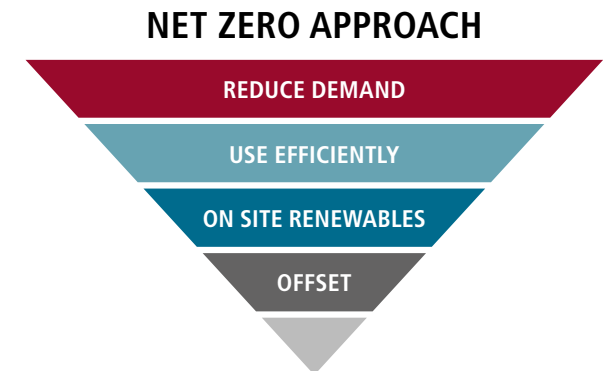 NET ZERO APPROACH
REDUCE DEMAND
USE EFFICIENTLY
ON SITE RENEWABLES
OFFSET